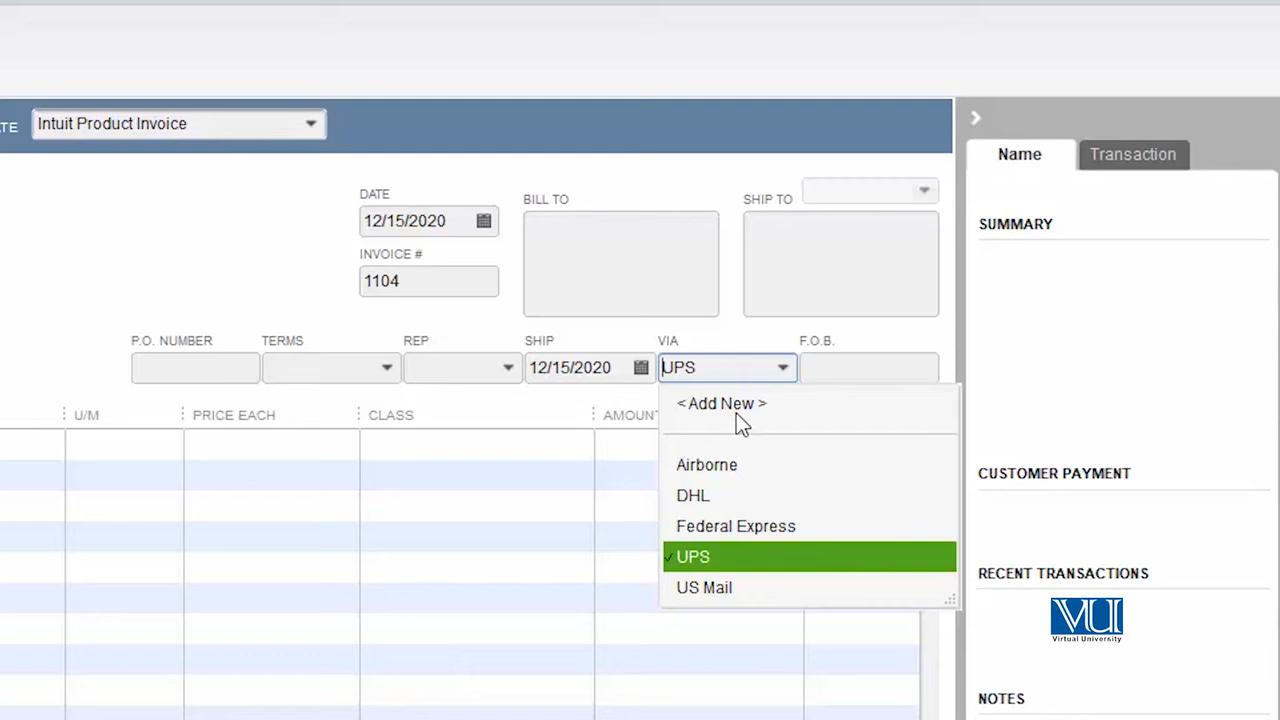 TE
Intuit Product Invoice
Name
Transaction
DATE
12/15/2020
BILL TO
SHIP TO
SUMMARY
INVOICE #
1104
P.O. NUMBER
TERMS
REP
SHIP
VIA
F.O.B.
12/15/2020
UPS
U/M
PRICE EACH
CLASS
AMOUNT
< Add New >
Airborne
DHL
Federal Express
✓ UPS
US Mail
CUSTOMER PAYMENT
RECENT TRANSACTIONS
VU
Virtual University
NOTES